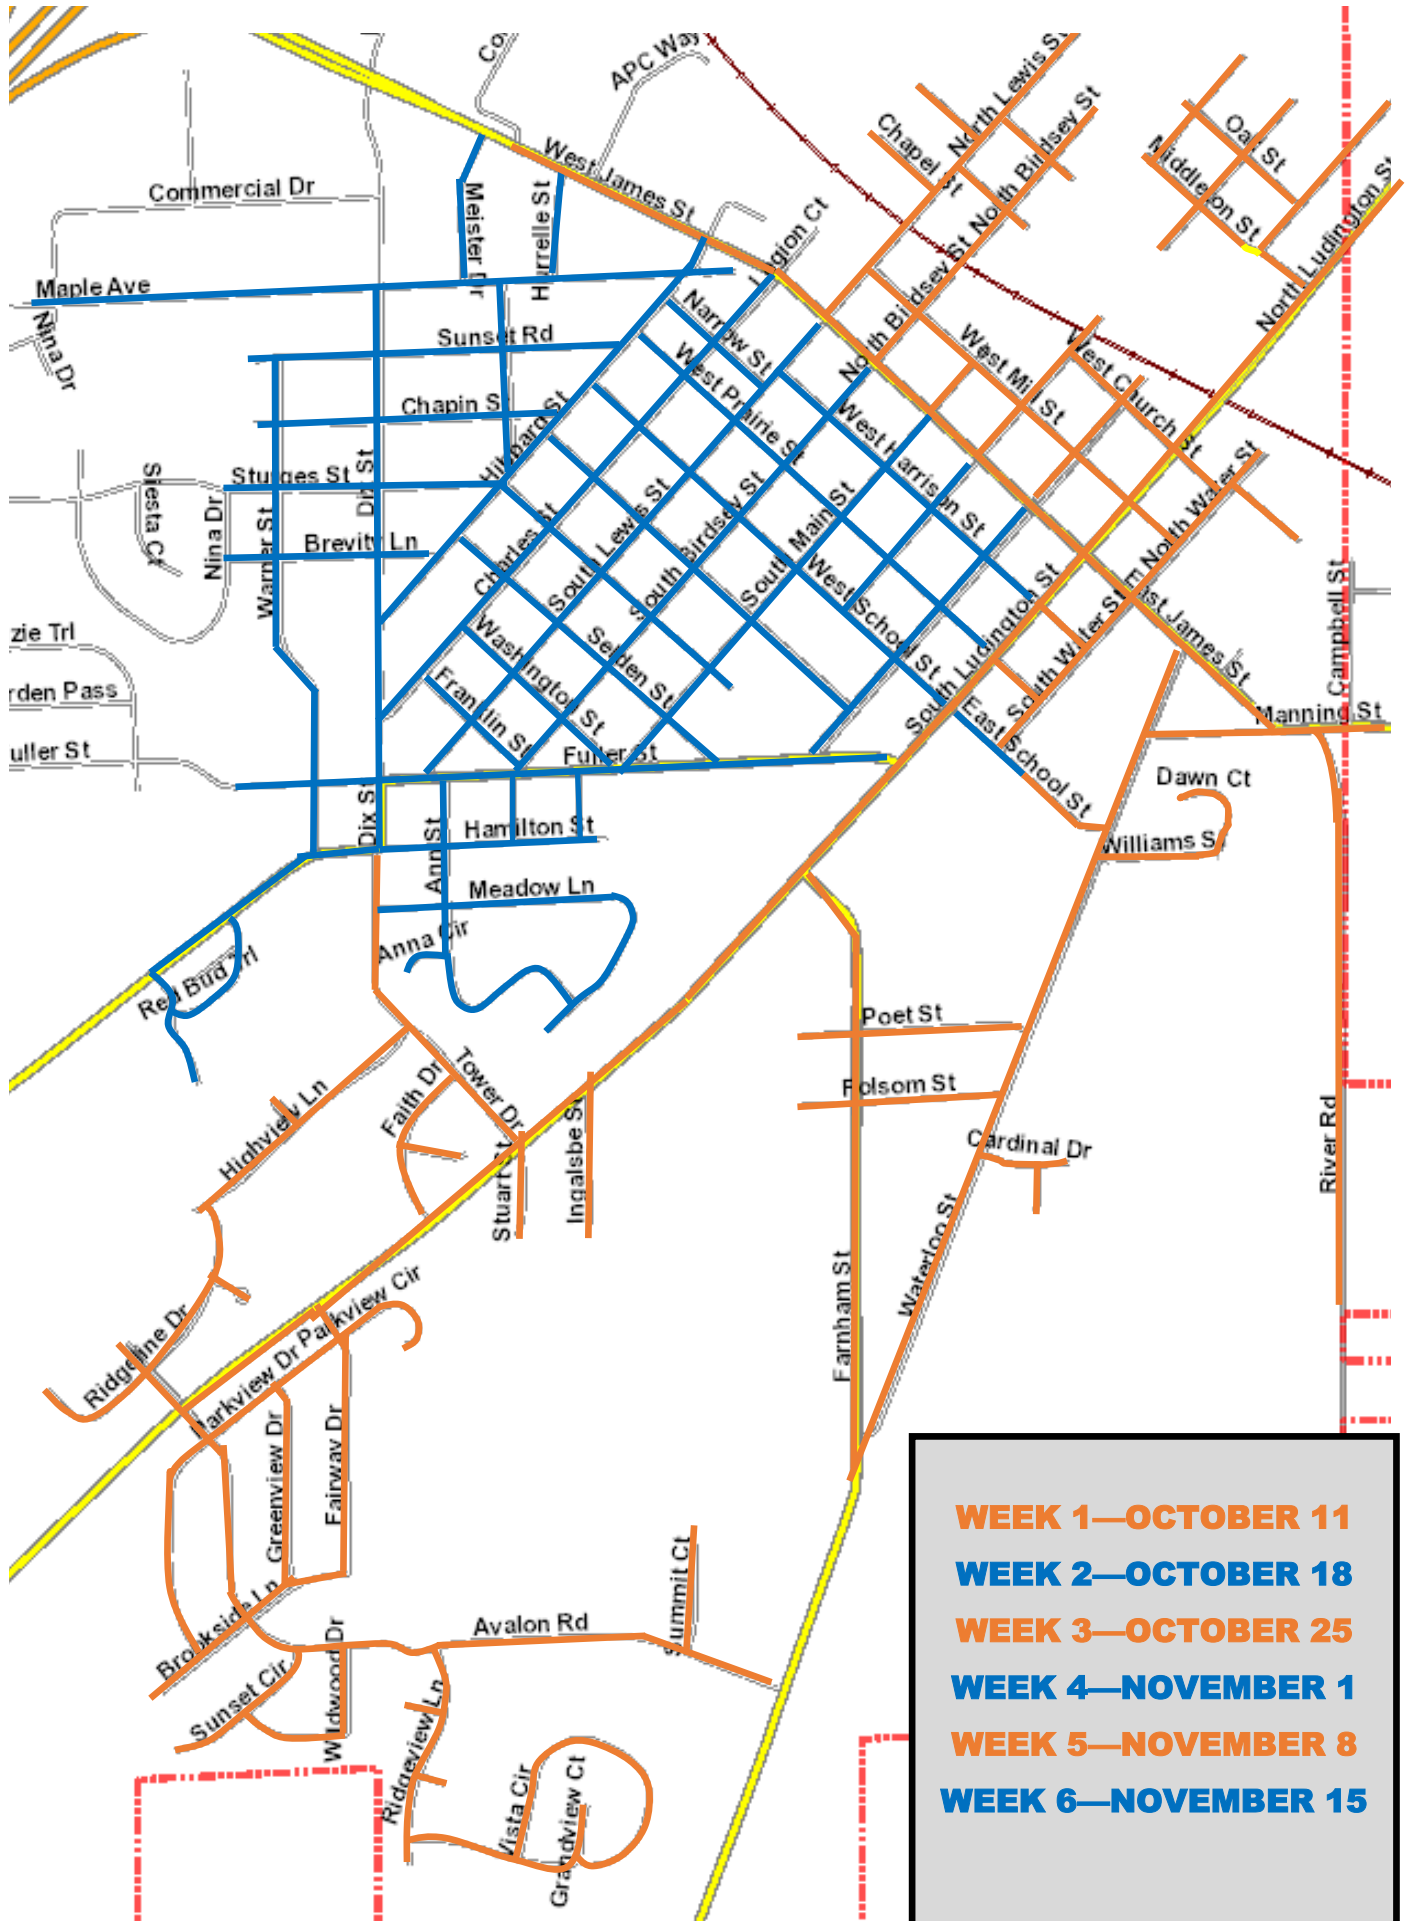 Co
APC Way
North Lewis St
Chapel St
North Birdsey St
Oak St
Middleton St
West James St
Commercial Dr
Meister Dr
Hurrelle St
Legion Ct
North Birdsey St
North Ludington St
Maple Ave
Nina Dr
Narrow St
Sunset Rd
West Prairie St
West Mill St
West Church St
Chapin St
Hibbard St
West Harrison St
Siesta Ct
Sturges St
Dix St
Nina Dr
Warner St
Brevity Ln
Charles St
South Lewis St
South Birdsey St
South Main St
West School St
E North Water St
East James St
Campbell St
zie Trl
rden Pass
uller St
Washington St
Selden St
Franklin St
Fuller St
South Ludington St
South Water St
East School St
Manning St
Dawn Ct
Williams S
Dix St
Ann St
Hamilton St
Meadow Ln
Anna Cir
Red Bud Trl
Poet St
Folsom St
Cardinal Dr
River Rd
Highview Ln
Faith Dr
Tower Dr
Stuart St
Ingalsbe St
Waterloo St
Farnham St
Ridgeline Dr
Parkview Dr
Parkview Cir
Greenview Dr
Fairway Dr
Brookside Ln
Sunset Cir
Wildwood Dr
Avalon Rd
Summit Ct
Ridgeview Ln
Vista Cir
Grandview Ct
WEEK 1—OCTOBER 11
WEEK 2—OCTOBER 18
WEEK 3—OCTOBER 25
WEEK 4—NOVEMBER 1
WEEK 5—NOVEMBER 8
WEEK 6—NOVEMBER 15